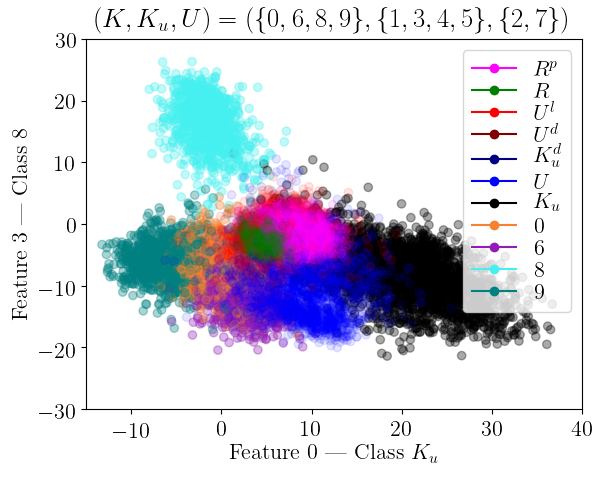 (K, K_u, U) = ({0, 6, 8, 9}, {1, 3, 4, 5}, {2, 7})
30
20
10
0
−10
−20
−30
Feature 3 — Class 8
R^p
R
U^l
U^d
K_u^d
U
K_u
0
6
8
9
−10
0
10
20
30
40
Feature 0 — Class K_u